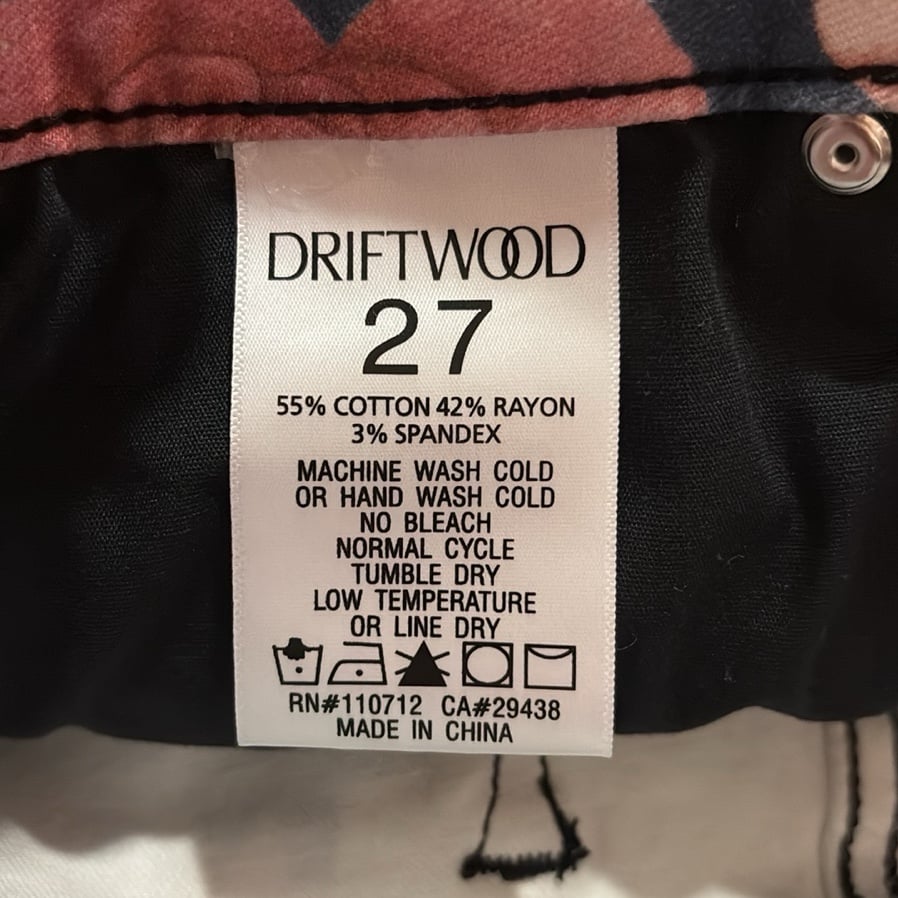 DRIFTWOOD
27
55% COTTON 42% RAYON
3% SPANDEX
MACHINE WASH COLD
OR HAND WASH COLD
NO BLEACH
NORMAL CYCLE
TUMBLE DRY
LOW TEMPERATURE
OR LINE DRY
RN#110712 CA#29438
MADE IN CHINA